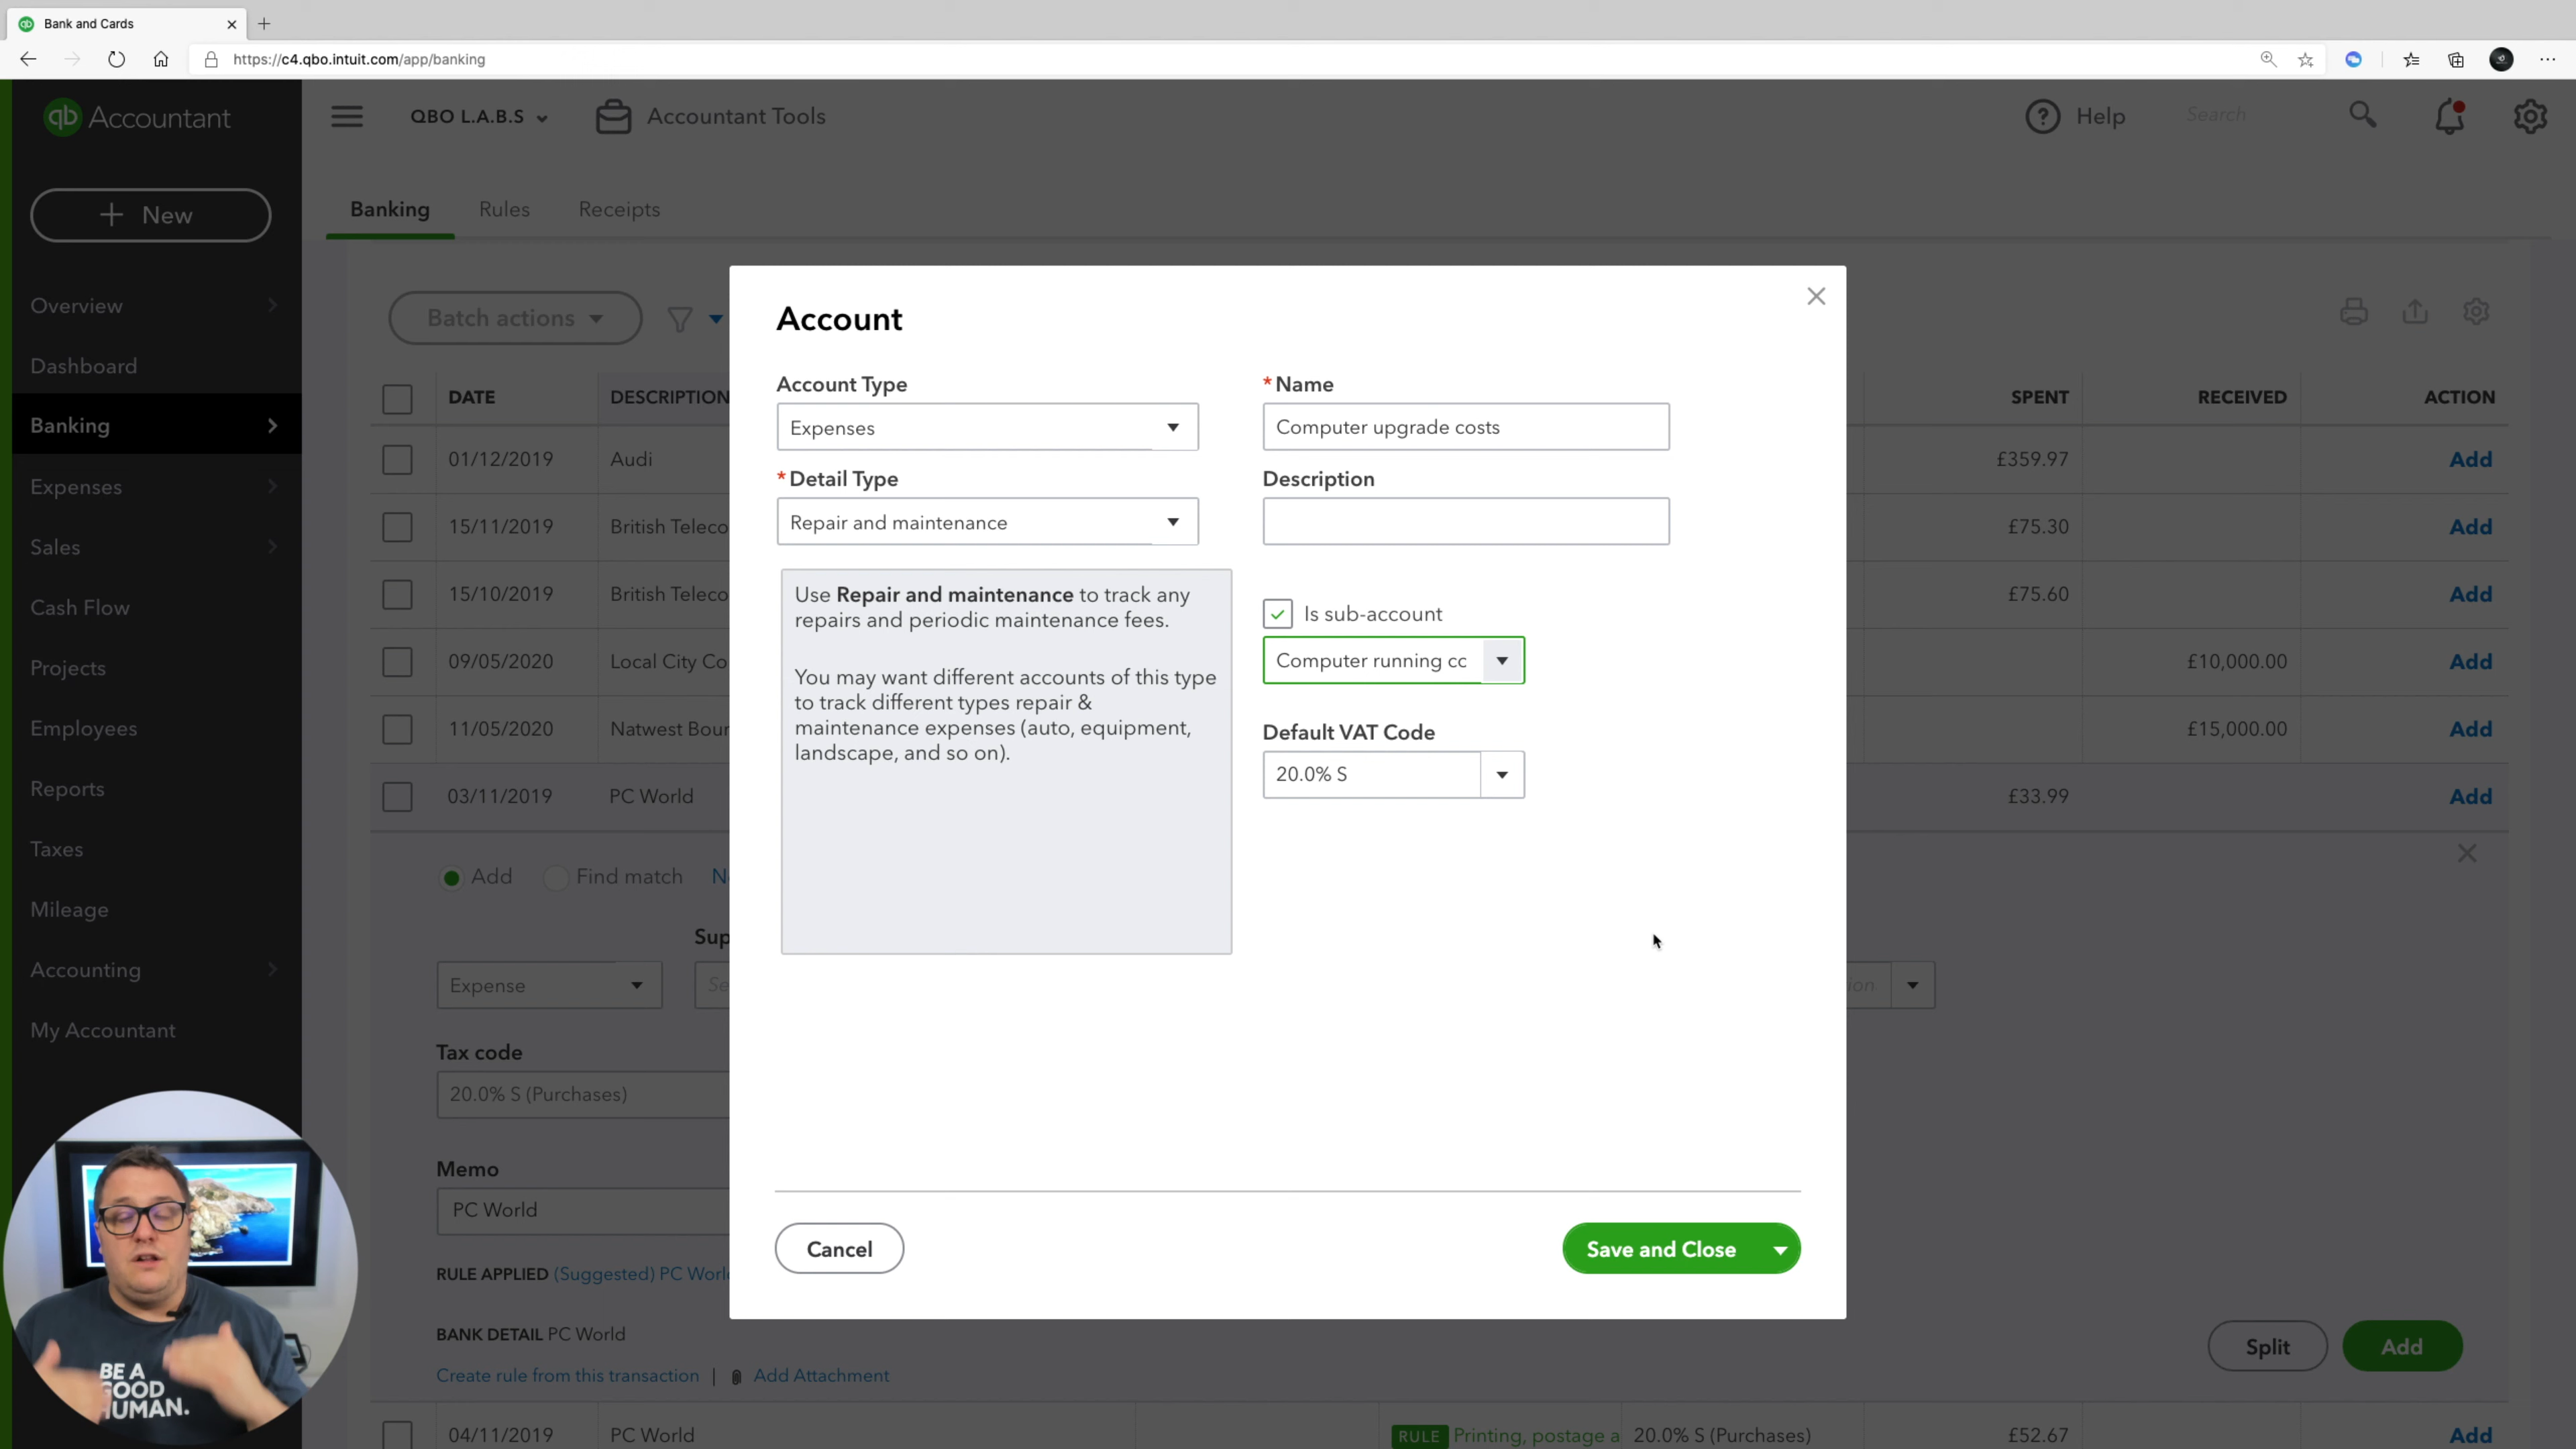 Bank and Cards
https://c4.qbo.intuit.com/app/banking
qb Accountant
QBO L.A.B.S
Accountant Tools
Help
Search
New
Banking
Rules
Receipts
Overview
Dashboard
Banking
Expenses
Sales
Cash Flow
Projects
Employees
Reports
Taxes
Mileage
Accounting
My Accountant
Batch actions
DATE DESCRIPTION SPENT RECEIVED ACTION
01/12/2019 Audi £359.97 Add
15/11/2019 British Teleco £75.30 Add
15/10/2019 British Teleco £75.60 Add
09/05/2020 Local City Co £10,000.00 Add
11/05/2020 Natwest Bour £15,000.00 Add
03/11/2019 PC World £33.99 Add
Add Find match
Expense
Tax code
20.0% S (Purchases)
Memo
PC World
RULE APPLIED (Suggested) PC World
BANK DETAIL PC World
Create rule from this transaction | Add Attachment
Split
Add
04/11/2019 PC World RULE Printing, postage a 20.0% S (Purchases) £52.67 Add
Account
Account Type
Expenses
* Detail Type
Repair and maintenance
Use Repair and maintenance to track any
repairs and periodic maintenance fees.
You may want different accounts of this type
to track different types repair &
maintenance expenses (auto, equipment,
landscape, and so on).
* Name
Computer upgrade costs
Description
Is sub-account
Computer running cc
Default VAT Code
20.0% S
Cancel
Save and Close
BE A
GOOD
HUMAN.